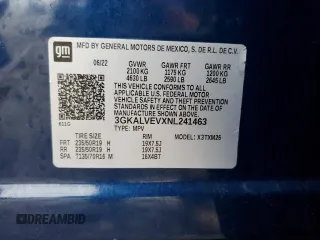 gm
MFD BY GENERAL MOTORS DE MEXICO, S. DE R.L. DE C.V.
06/22 GVWR GAWR FRT GAWR RR
2100 KG 1175 KG 1200 KG
4630 LB 2590 LB 2645 LB
THIS VEHICLE CONFORMS TO ALL APPLICABLE
U.S. FEDERAL MOTOR VEHICLE SAFETY, BUMPER,
AND THEFT PREVENTION STANDARDS IN EFFECT
ON THE DATE OF MANUFACTURE SHOWN ABOVE.
3GKALVEVXNL241463
TYPE: MPV MODEL: X3TXM26
TIRE SIZE RIM
FRT 235/50R19 H 19X7.5J
RR 235/50R19 H 19X7.5J
SPA T135/70R16 M 16X4BT
GUARDIO